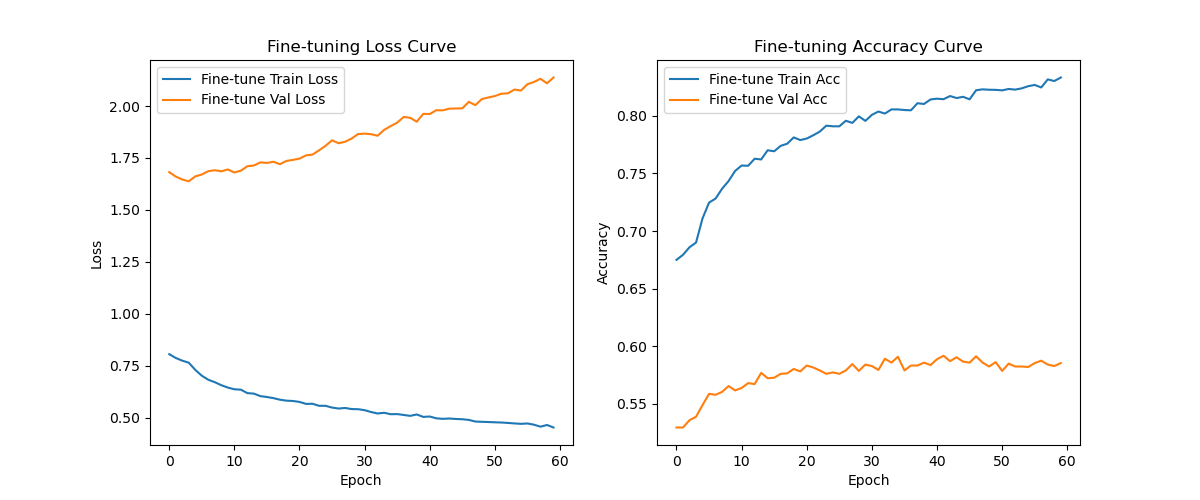 Fine-tuning Loss Curve
Fine-tune Train Loss
Fine-tune Val Loss
2.00
1.75
1.50
1.25
1.00
0.75
0.50
Loss
0 10 20 30 40 50 60
Epoch
Fine-tuning Accuracy Curve
Fine-tune Train Acc
Fine-tune Val Acc
0.80
0.75
0.70
0.65
0.60
0.55
Accuracy
0 10 20 30 40 50 60
Epoch